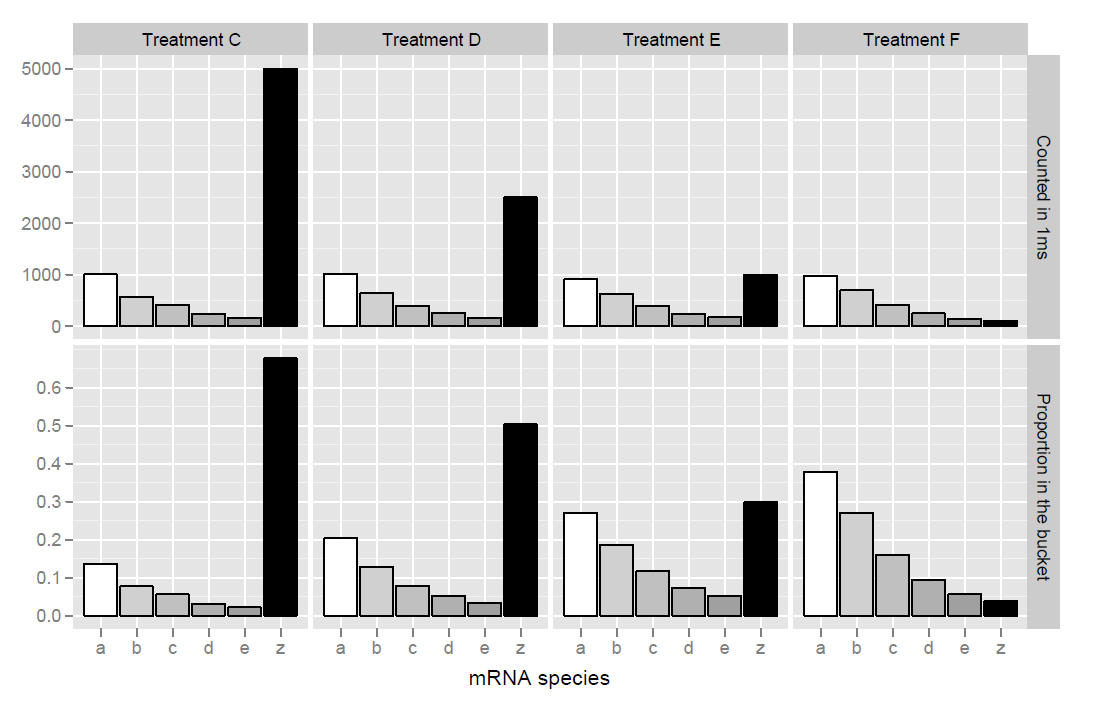 Treatment C Treatment D Treatment E Treatment F
5000
4000
3000
2000
1000
0
Counted in 1ms
0.6
0.5
0.4
0.3
0.2
0.1
0.0
Proportion in the bucket
a b c d e z a b c d e z a b c d e z a b c d e z
mRNA species